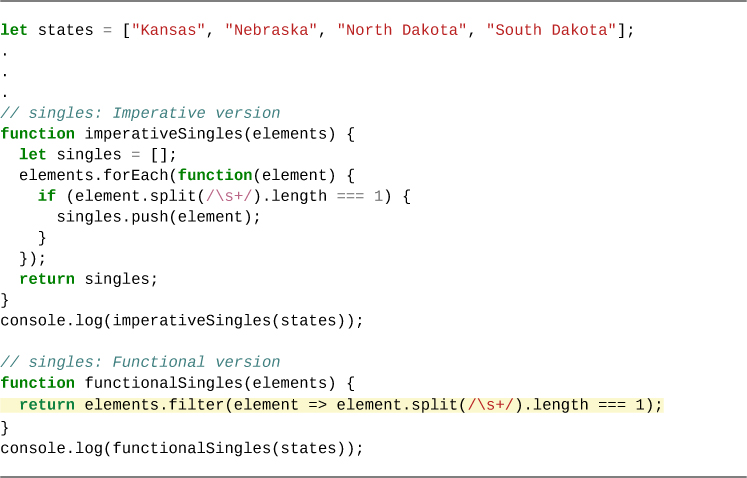 let states = ["Kansas", "Nebraska", "North Dakota", "South Dakota"];
.
.
.
// singles: Imperative version
function imperativeSingles(elements) {
  let singles = [];
  elements.forEach(function(element) {
    if (element.split(/\s+/).length === 1) {
      singles.push(element);
    }
  });
  return singles;
}
console.log(imperativeSingles(states));

// singles: Functional version
function functionalSingles(elements) {
  return elements.filter(element => element.split(/\s+/).length === 1);
}
console.log(functionalSingles(states));